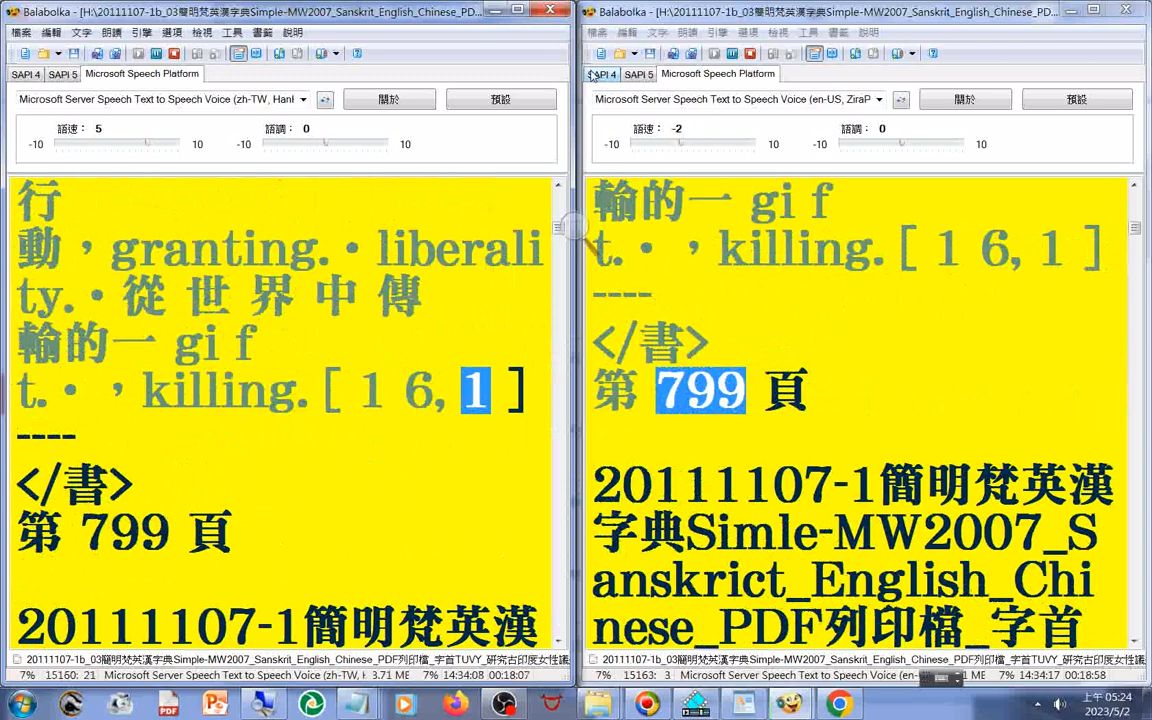 Balabolka - [H:\20111107-1b_03簡明梵英漢字典Simple-MW2007_Sanskrit_English_Chinese_PD...
檔案 編輯 文字 朗讀 引擎 選項 檢視 工具 書籤 說明
SAPI 4 SAPI 5 Microsoft Speech Platform
Microsoft Server Speech Text to Speech Voice (zh-TW, HanH 關於 預設
語速： 5 語調： 0
-10 10 -10 10
行
動，granting.·liberali
ty.·從 世 界 中 傳
輸的一 gi f
t.·，killing.[ 1 6, 1 ]
----
</書>
第 799 頁
20111107-1簡明梵英漢
20111107-1b_03簡明梵英漢字典Simple-MW2007_Sanskrit_English_Chinese_PDF列印檔_字首TUVY_研究古印度女性議
7% 15160: 21 Microsoft Server Speech Text to Speech Voice (zh-TW, H 3.71 ME 7% 14:34:08 00:18:07
Balabolka - [H:\20111107-1b_03簡明梵英漢字典Simple-MW2007_Sanskrit_English_Chinese_PD...
檔案 編輯 文字 朗讀 引擎 選項 檢視 工具 書籤 說明
SAPI 4 SAPI 5 Microsoft Speech Platform
Microsoft Server Speech Text to Speech Voice (en-US, ZiraP 關於 預設
語速： -2 語調： 0
-10 10 -10 10
輸的一 gi f
t.·，killing.[ 1 6, 1 ]
----
</書>
第 799 頁
20111107-1簡明梵英漢
字典Simle-MW2007_S
anskrict_English_Chi
nese_PDF列印檔_字首
20111107-1b_03簡明梵英漢字典Simple-MW2007_Sanskrit_English_Chinese_PDF列印檔_字首TUVY_研究古印度女性議
7% 15163: 3 Microsoft Server Speech Text to Speech Voice ME 7% 14:34:17 00:18:58
上午 05:24
2023/5/2